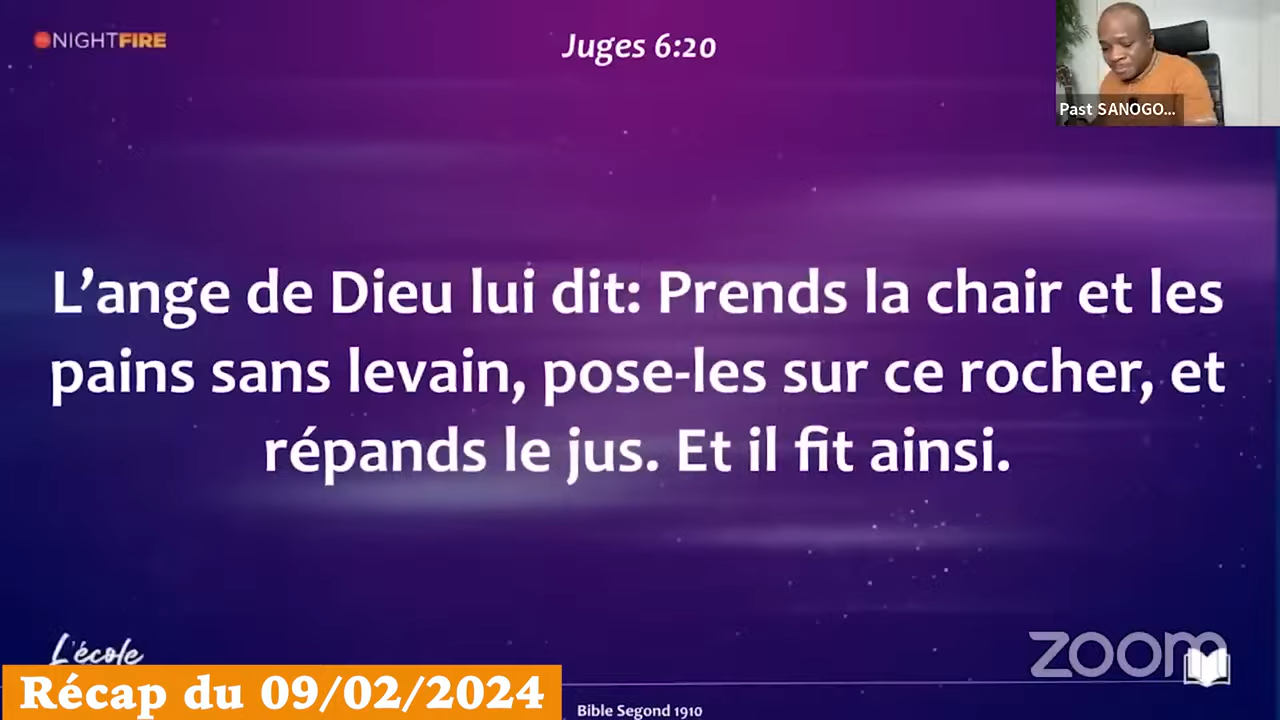 NIGHTFIRE
Juges 6:20
Past SANOGO...
L'ange de Dieu lui dit: Prends la chair et les
pains sans levain, pose-les sur ce rocher, et
répands le jus. Et il fit ainsi.
L'école
zoom
Récap du 09/02/2024
Bible Segond 1910